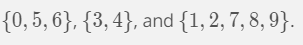 {0, 5, 6}, {3, 4}, and {1, 2, 7, 8, 9}.